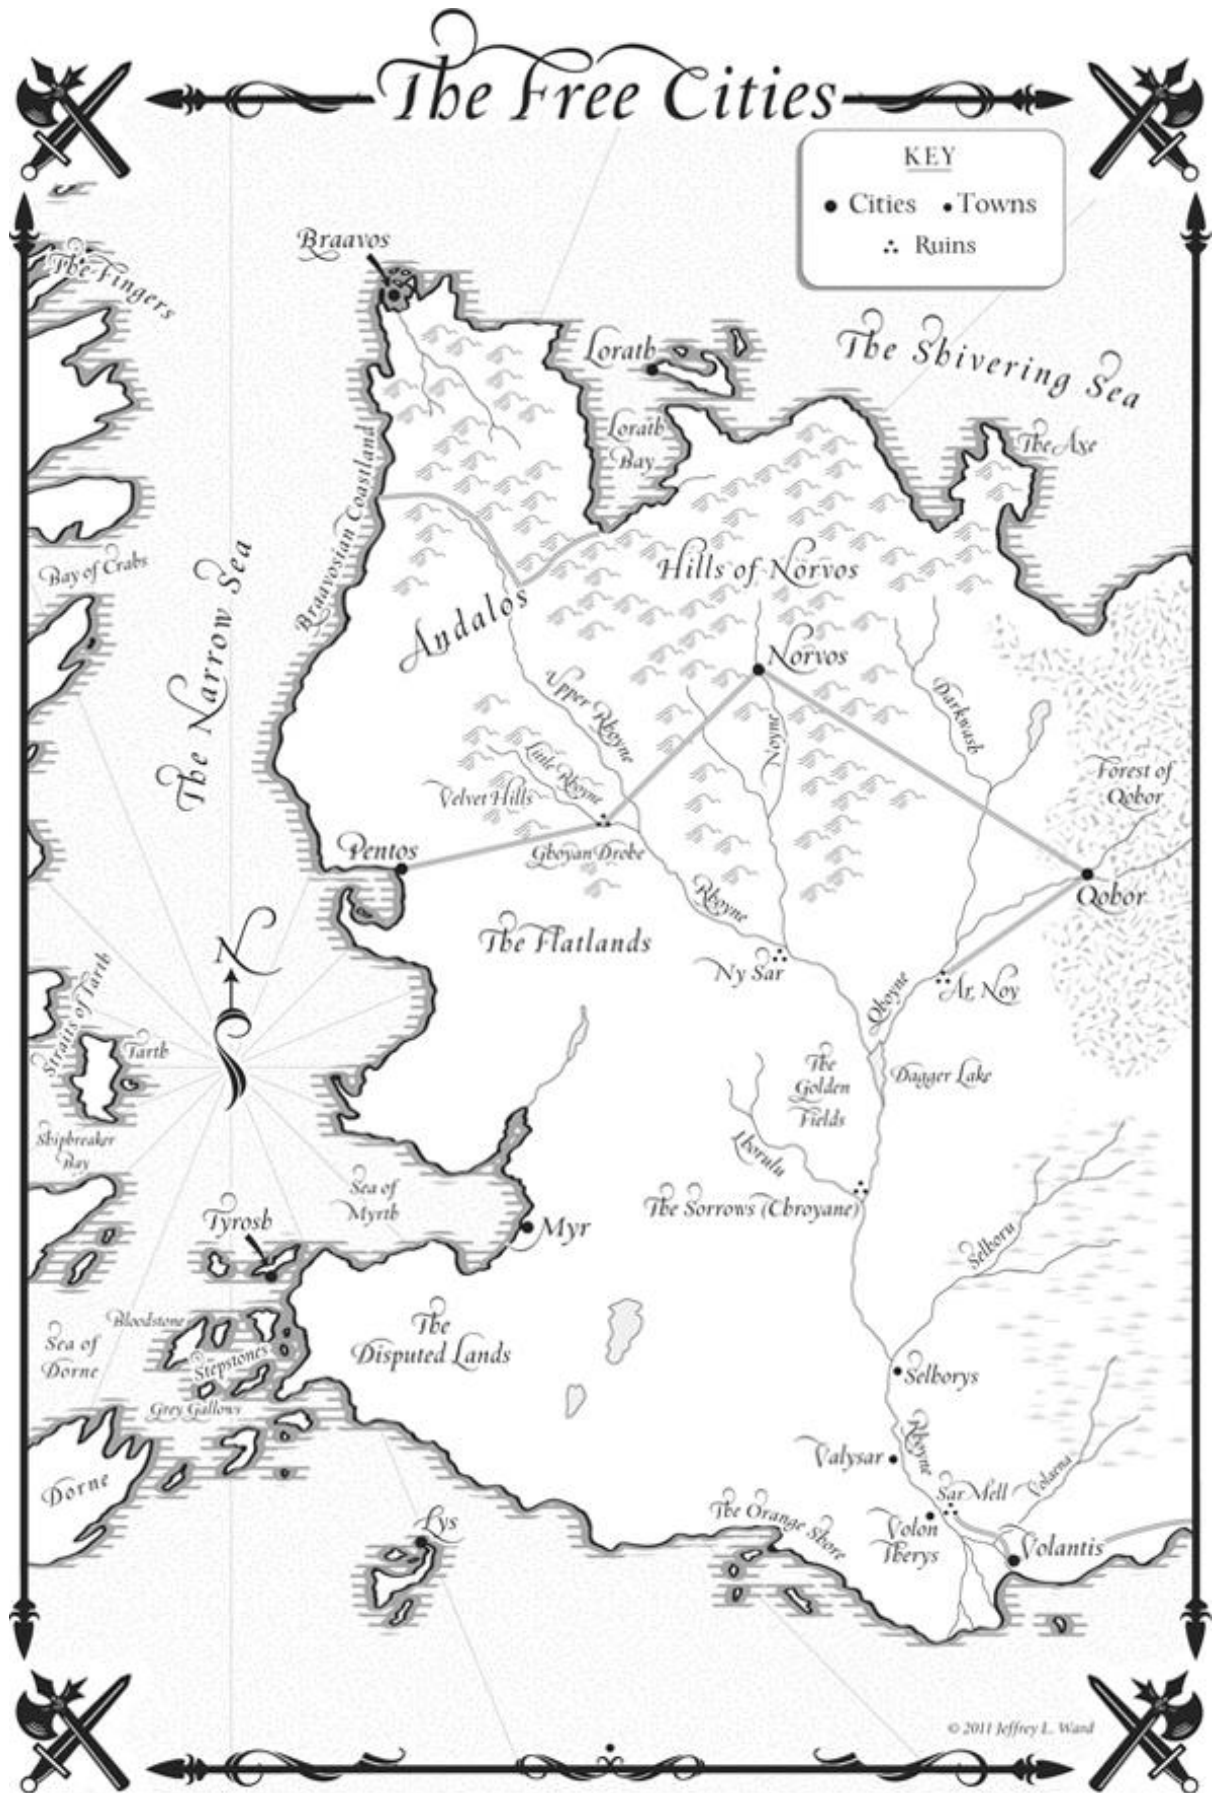 The Free Cities
KEY
Cities
Towns
Ruins
Braavos
The Fingers
Lorath
The Shivering Sea
Lorath
Bay
The Axe
Braavosian Coastland
Bay of Crabs
The Narrow Sea
Hills of Norvos
Andalos
Norvos
Upper Rhoyne
Noyne
Darkwash
Little Rhoyne
Velvet Hills
Forest of
Qohor
Pentos
Ghoyan Drohe
Qohor
Rhoyne
The Flatlands
Ny Sar
N
Ar Noy
Qhoyne
Straits of Tarth
Tarth
The
Golden
Fields
Dagger Lake
Shipbreaker
Bay
Lhorulu
Sea of
Myrth
The Sorrows (Chroyane)
Tyrosh
Myr
Selhoru
Bloodstone
The
Disputed Lands
Sea of
Dorne
Stepstones
Selhorys
Grey Gallows
Rhoyne
Valysar
Volaena
Dorne
Sar Mell
The Orange Shore
Lys
Volon
Therys
Volantis
© 2011 Jeffrey L. Ward